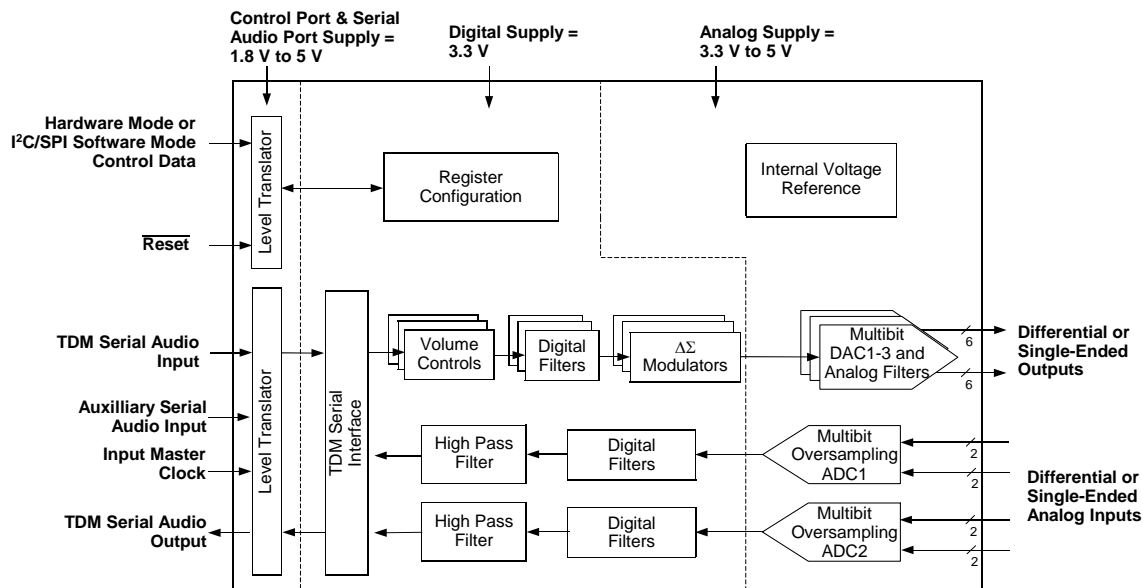 Control Port & Serial
Audio Port Supply =
1.8 V to 5 V
Digital Supply =
3.3 V
Analog Supply =
3.3 V to 5 V
Hardware Mode or
I²C/SPI Software Mode
Control Data
Reset
Level Translator
Register
Configuration
Internal Voltage
Reference
TDM Serial Audio
Input
Auxilliary Serial
Audio Input
Input Master
Clock
TDM Serial Audio
Output
Level Translator
TDM Serial
Interface
Volume
Controls
Digital
Filters
ΔΣ
Modulators
Multibit
DAC1-3 and
Analog Filters
6
6
Differential or
Single-Ended
Outputs
High Pass
Filter
Digital
Filters
Multibit
Oversampling
ADC1
2
2
High Pass
Filter
Digital
Filters
Multibit
Oversampling
ADC2
2
2
Differential or
Single-Ended
Analog Inputs